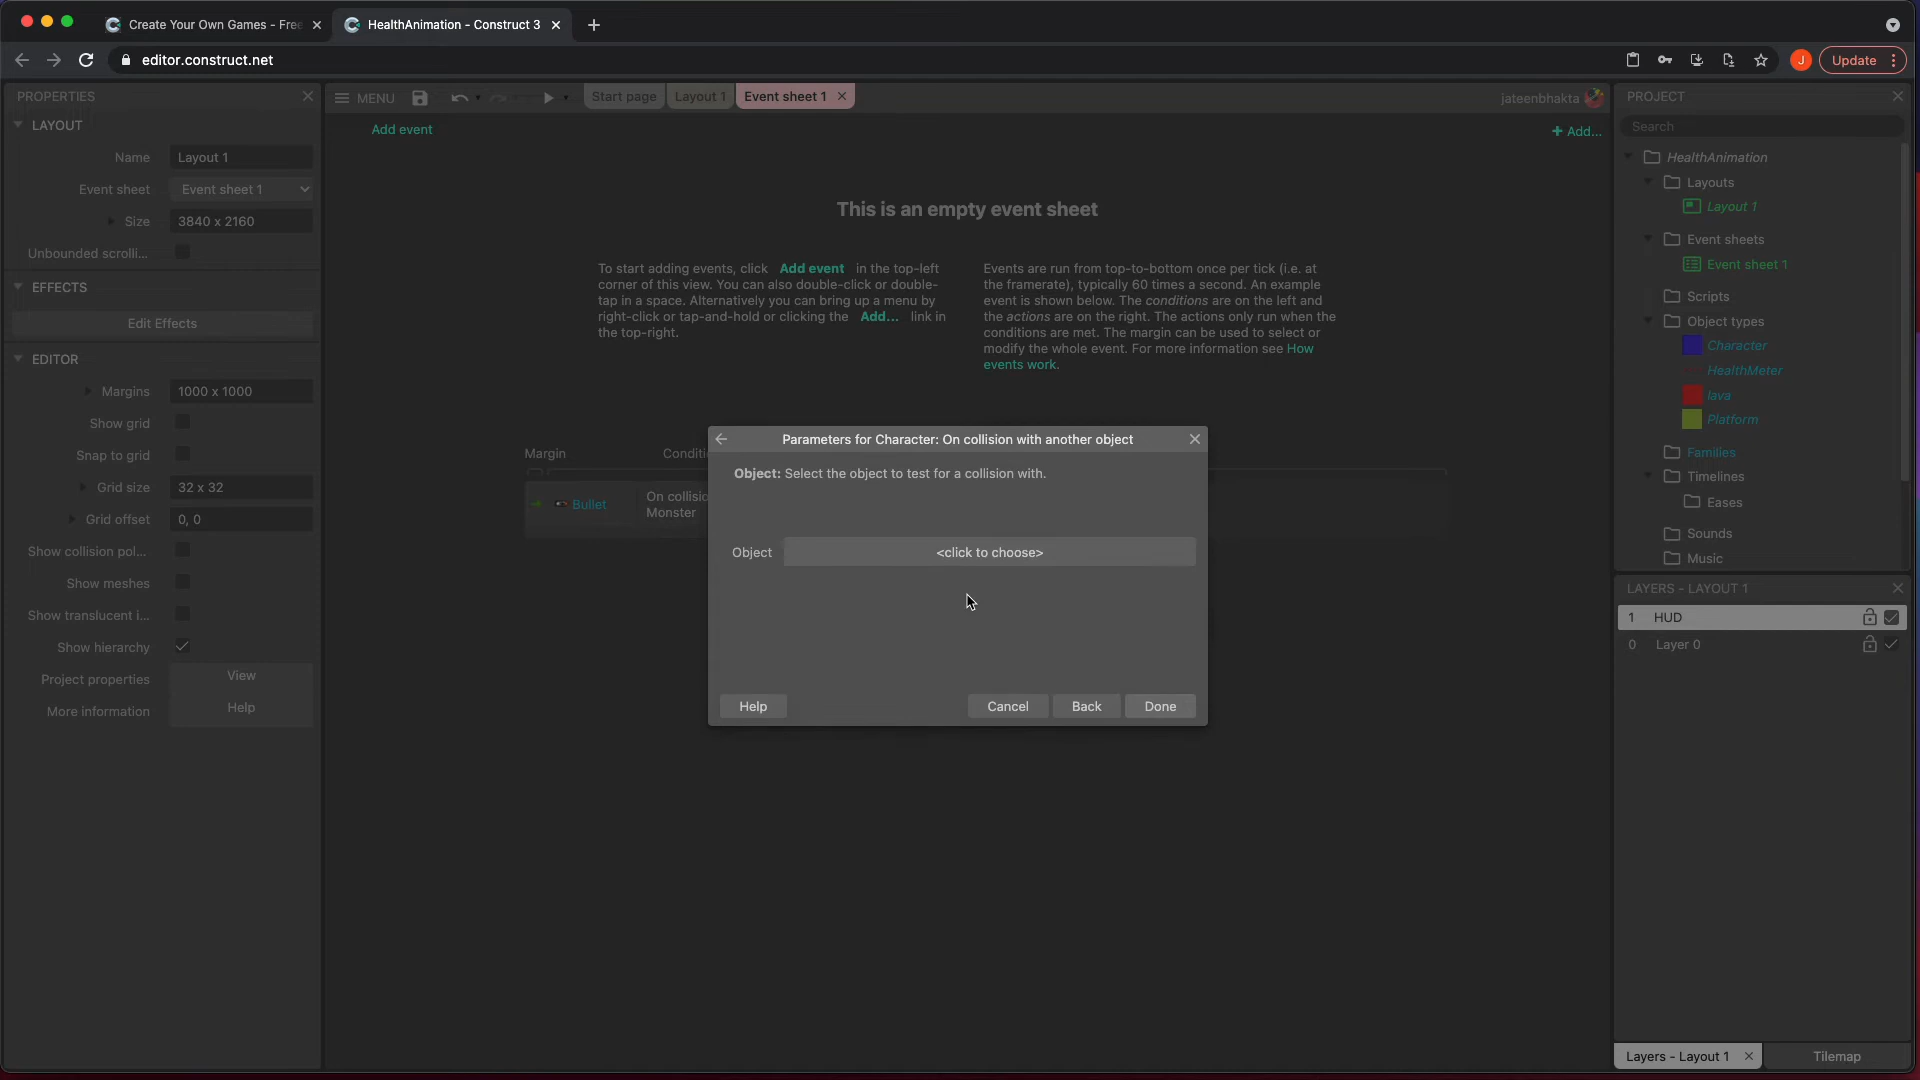 Create Your Own Games - Free
HealthAnimation - Construct 3
editor.construct.net
J
Update
PROPERTIES
MENU
Start page
Layout 1
Event sheet 1
jateenbhakta
PROJECT
LAYOUT
Add event
+ Add...
Search
Name
Layout 1
Event sheet
Event sheet 1
Size
3840 x 2160
Unbounded scrolli...
EFFECTS
Edit Effects
EDITOR
Margins
1000 x 1000
Show grid
Snap to grid
Grid size
32 x 32
Grid offset
0, 0
Show collision pol...
Show meshes
Show translucent i...
Show hierarchy
Project properties
View
More information
Help
This is an empty event sheet
To start adding events, click Add event in the top-left
corner of this view. You can also double-click or double-
tap in a space. Alternatively you can bring up a menu by
right-click or tap-and-hold or clicking the Add... link in
the top-right.
Events are run from top-to-bottom once per tick (i.e. at
the framerate), typically 60 times a second. An example
event is shown below. The conditions are on the left and
the actions are on the right. The actions only run when the
conditions are met. The margin can be used to select or
modify the whole event. For more information see How
events work.
Margin
Conditi
Bullet
On collisio
Monster
Parameters for Character: On collision with another object
Object: Select the object to test for a collision with.
Object
<click to choose>
Help
Cancel
Back
Done
HealthAnimation
Layouts
Layout 1
Event sheets
Event sheet 1
Scripts
Object types
Character
HealthMeter
lava
Platform
Families
Timelines
Eases
Sounds
Music
LAYERS - LAYOUT 1
1 HUD
0 Layer 0
Layers - Layout 1
Tilemap